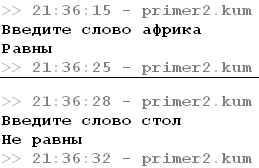 >> 21:36:15 - primer2.kum
Введите слово африка
Равны
>> 21:36:25 - primer2.kum
>> 21:36:28 - primer2.kum
Введите слово стол
Не равны
>> 21:36:32 - primer2.kum